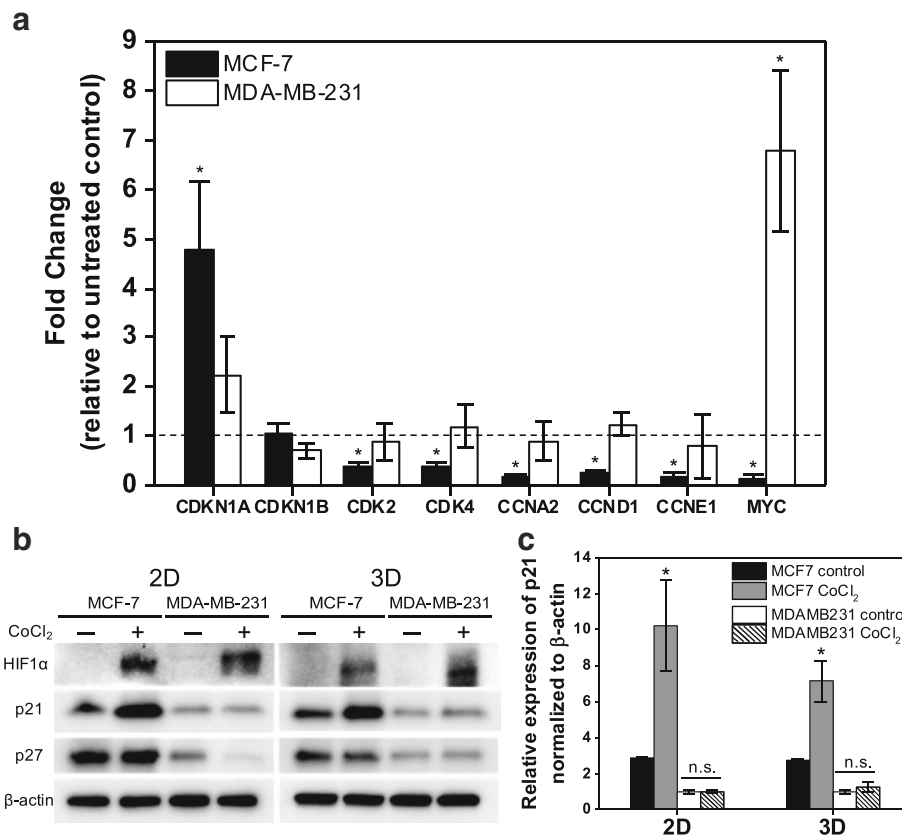 a
Fold Change
(relative to untreated control)
9
8
7
6
5
4
3
2
1
0
MCF-7
MDA-MB-231
*
*
*
*
*
*
*
*
CDKN1A CDKN1B CDK2 CDK4 CCNA2 CCND1 CCNE1 MYC
b
2D 3D
MCF-7 MDA-MB-231 MCF-7 MDA-MB-231
CoCl₂ – + – + – + – +
HIF1α
p21
p27
β-actin
c
Relative expression of p21
normalized to β-actin
14
12
10
8
6
4
2
0
MCF7 control
MCF7 CoCl₂
MDAMB231 control
MDAMB231 CoCl₂
*
*
n.s. n.s.
2D 3D